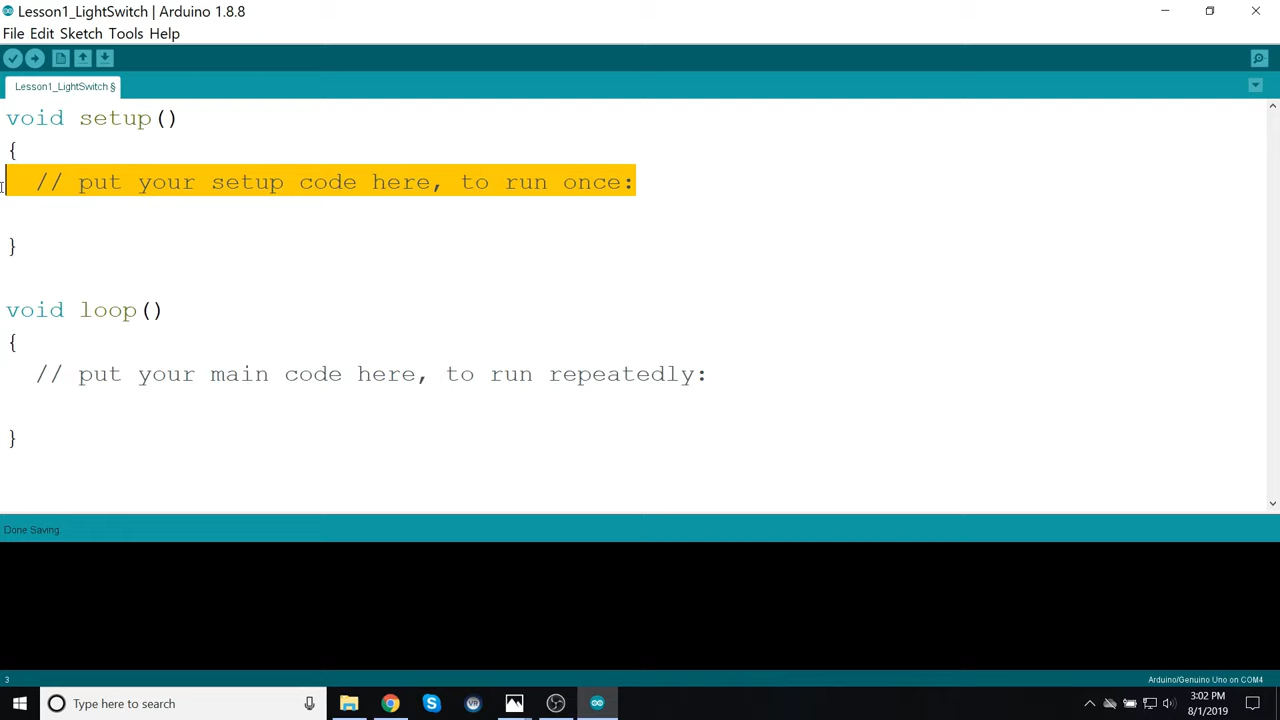 Lesson1_LightSwitch | Arduino 1.8.8
File Edit Sketch Tools Help
Lesson1_LightSwitch §
void setup()
{
// put your setup code here, to run once:
}
void loop()
{
// put your main code here, to run repeatedly:
}
Done Saving.
3
Arduino/Genuino Uno on COM4
Type here to search
3:02 PM
8/1/2019